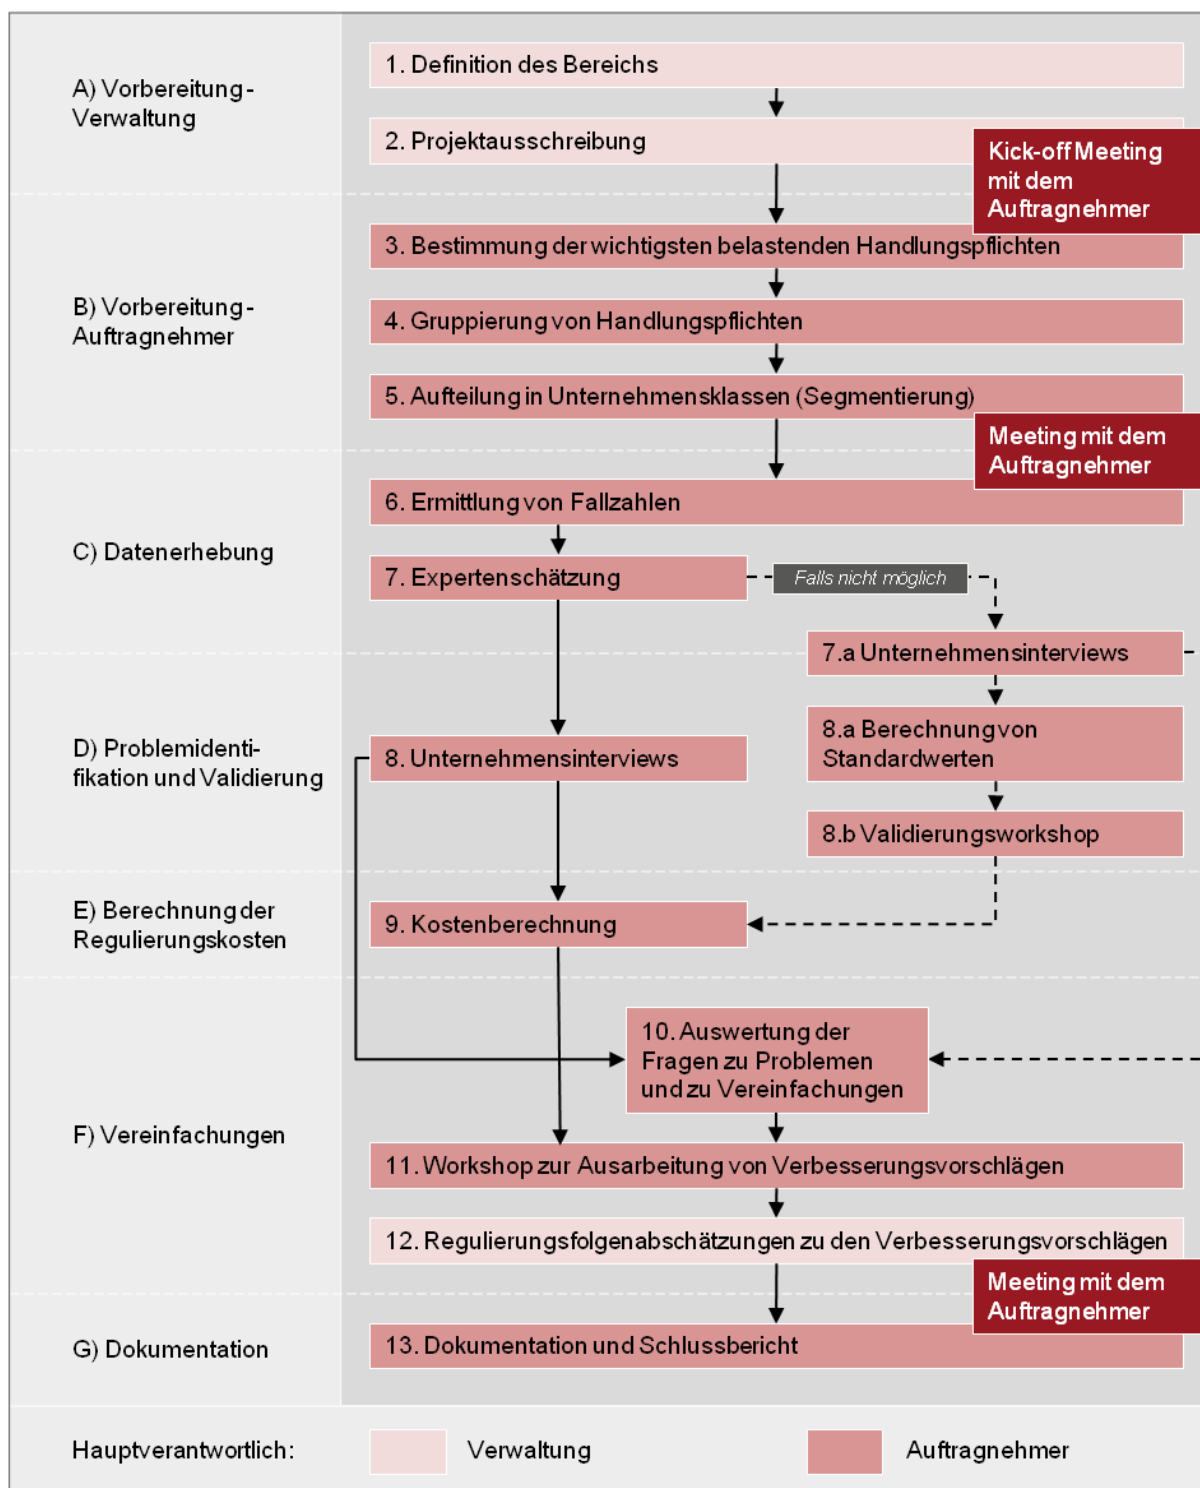 A) Vorbereitung -
Verwaltung
1. Definition des Bereichs
2. Projektausschreibung
Kick-off Meeting
mit dem
Auftragnehmer
B) Vorbereitung -
Auftragnehmer
3. Bestimmung der wichtigsten belastenden Handlungspflichten
4. Gruppierung von Handlungspflichten
5. Aufteilung in Unternehmensklassen (Segmentierung)
Meeting mit dem
Auftragnehmer
C) Datenerhebung
6. Ermittlung von Fallzahlen
7. Expertenschätzung
Falls nicht möglich
7.a Unternehmensinterviews
D) Problemidenti-
fikation und Validierung
8. Unternehmensinterviews
8.a Berechnung von
Standardwerten
8.b Validierungsworkshop
E) Berechnung der
Regulierungskosten
9. Kostenberechnung
F) Vereinfachungen
10. Auswertung der
Fragen zu Problemen
und zu Vereinfachungen
11. Workshop zur Ausarbeitung von Verbesserungsvorschlägen
12. Regulierungsfolgenabschätzungen zu den Verbesserungsvorschlägen
Meeting mit dem
Auftragnehmer
G) Dokumentation
13. Dokumentation und Schlussbericht
Hauptverantwortlich:
Verwaltung
Auftragnehmer